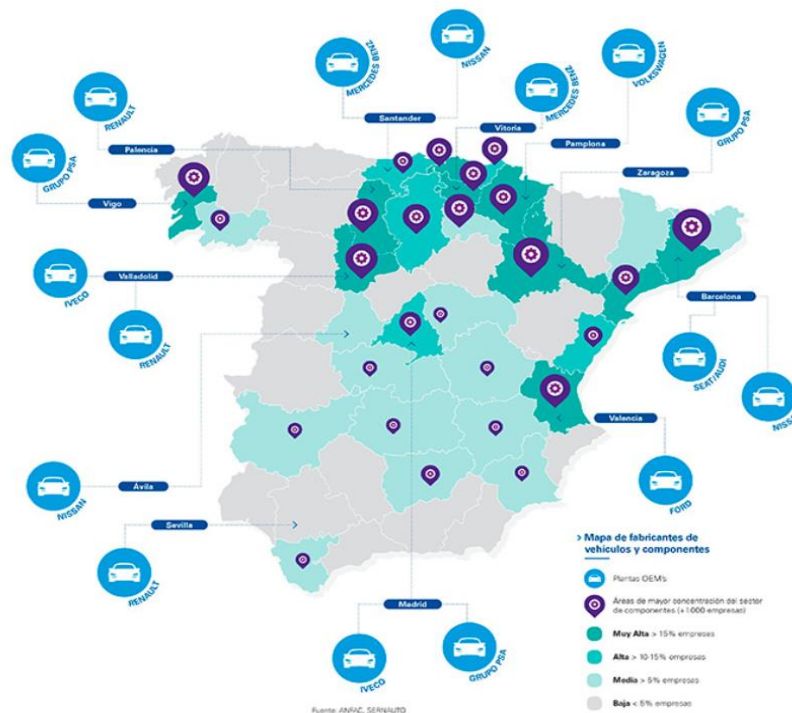 MERCEDES BENZ
NISSAN
VOLKSWAGEN
RENAULT
MERCEDES BENZ
GRUPO PSA
Santander
Vitoria
Palencia
Pamplona
GRUPO PSA
Zaragoza
Vigo
IVECO
Valladolid
RENAULT
Barcelona
SEAT/AUDI
Valencia
NISS
NISSAN
Ávila
FORD
Sevilla
RENAULT
Madrid
IVECO
GRUPO PSA
> Mapa de fabricantes de
vehículos y componentes
Plantas OEM's
Áreas de mayor concentración del sector
de componentes (+1.000 empresas)
Muy Alta > 15% empresas
Alta > 10-15% empresas
Media > 5% empresas
Baja < 5% empresas
Fuente: ANFAC, SERNAUTO